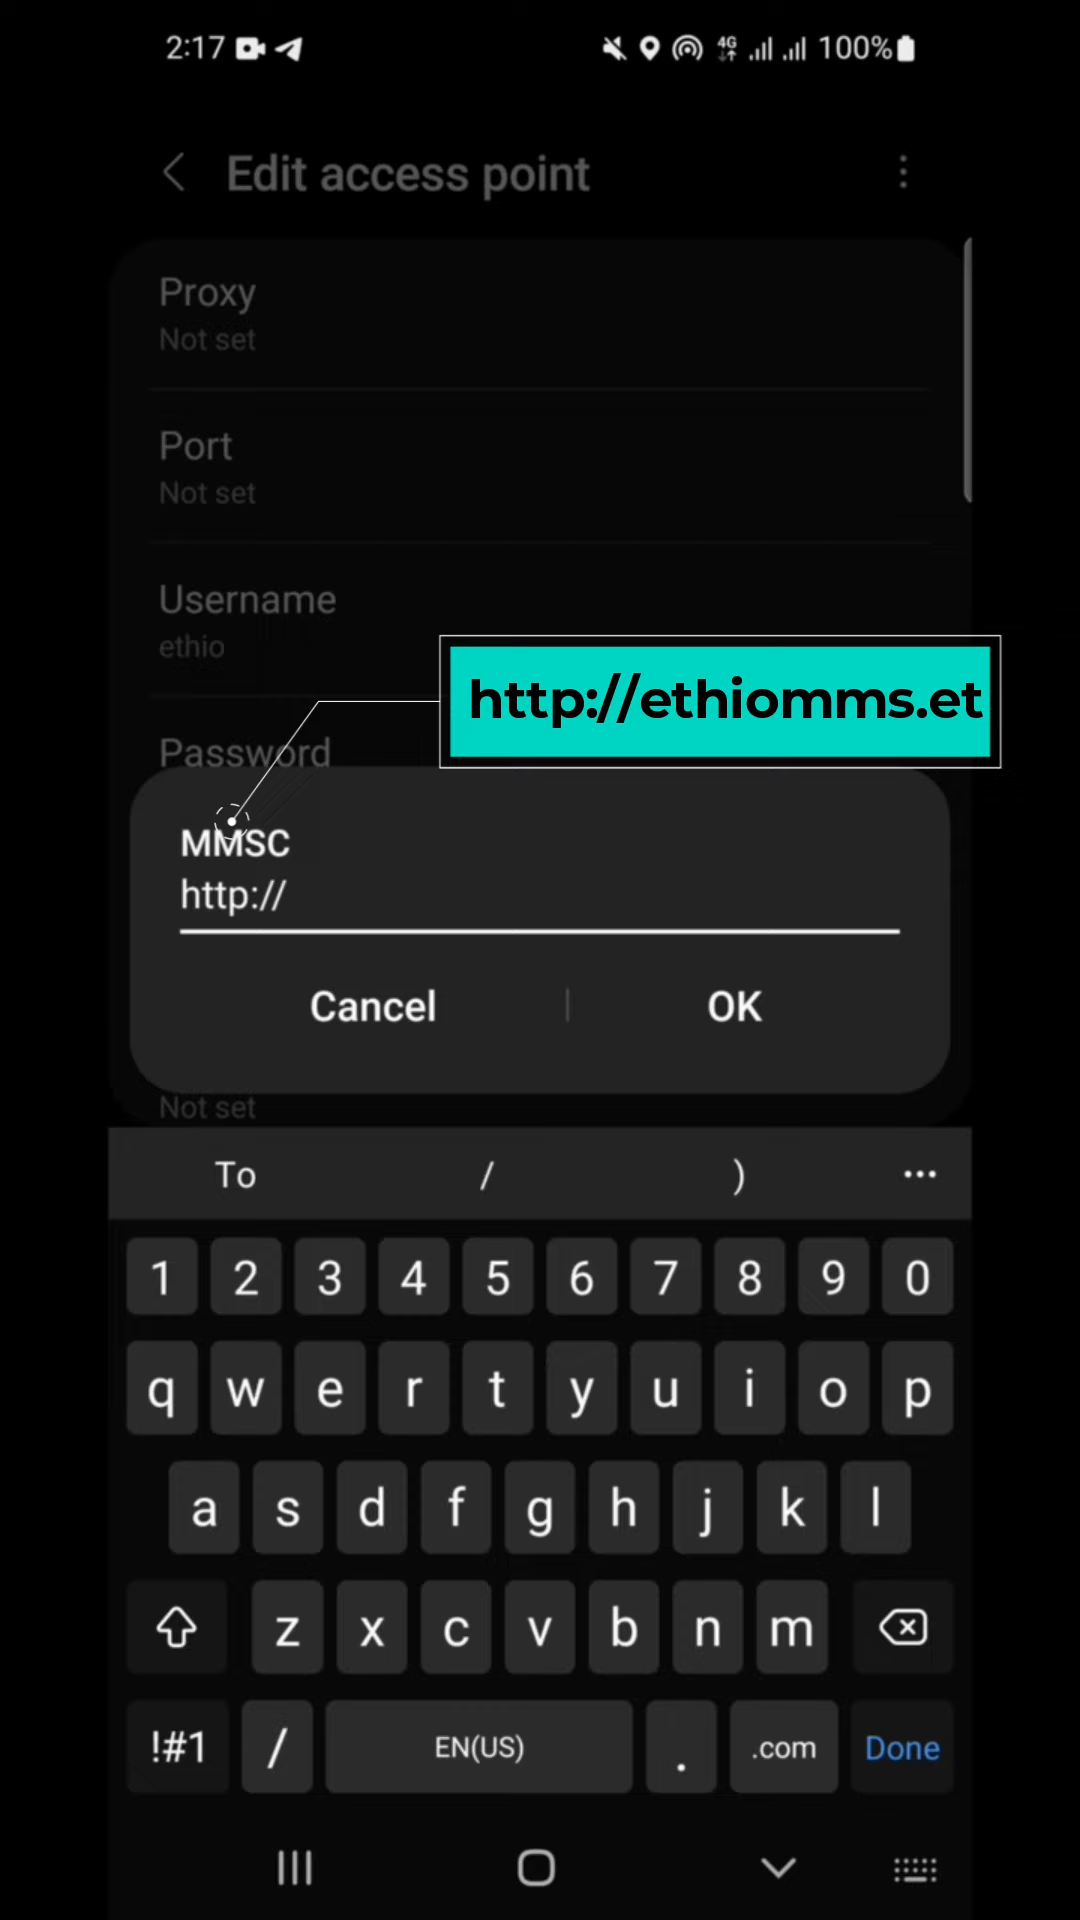 2:17 4G 100%
Edit access point
Proxy
Not set
Port
Not set
Username
ethio
http://ethiomms.et
Password
MMSC
http://
Cancel OK
Not set
To / )
1 2 3 4 5 6 7 8 9 0
q w e r t y u i o p
a s d f g h j k l
z x c v b n m
!#1 / EN(US) . .com Done